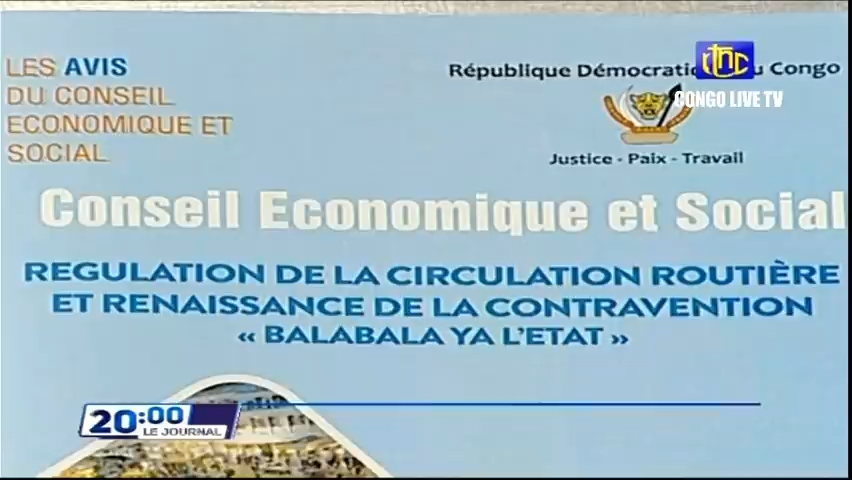 LES AVIS
DU CONSEIL
ECONOMIQUE ET
SOCIAL
rtnc
CONGO LIVE TV
République Démocratique du Congo
Justice - Paix - Travail
Conseil Economique et Social
REGULATION DE LA CIRCULATION ROUTIÈRE
ET RENAISSANCE DE LA CONTRAVENTION
« BALABALA YA L'ETAT »
20:00
LE JOURNAL